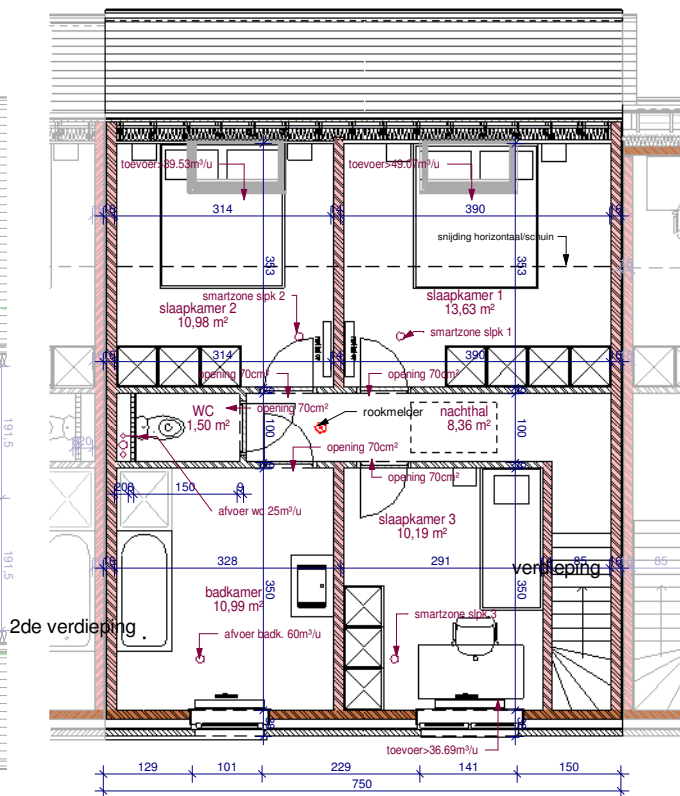 toevoer>39.53m³/u
toevoer>49.07m³/u
314
390
snijding horizontaal/schuin
353
353
slaapkamer 2
10,98 m²
smartzone slpk 2
slaapkamer 1
13,63 m²
smartzone slpk 1
314
390
opening 70cm²
opening 70cm²
WC
1,50 m²
opening 70cm²
rookmelder
nachthal
8,36 m²
100
100
opening 70cm²
opening 70cm²
191,5
20
150
9
afvoer wc 25m³/u
slaapkamer 3
10,19 m²
328
291
85
85
verdieping
191,5
badkamer
10,99 m²
350
350
2de verdieping
smartzone slpk 3
afvoer badk. 60m³/u
toevoer>36.69m³/u
129
101
229
141
150
750